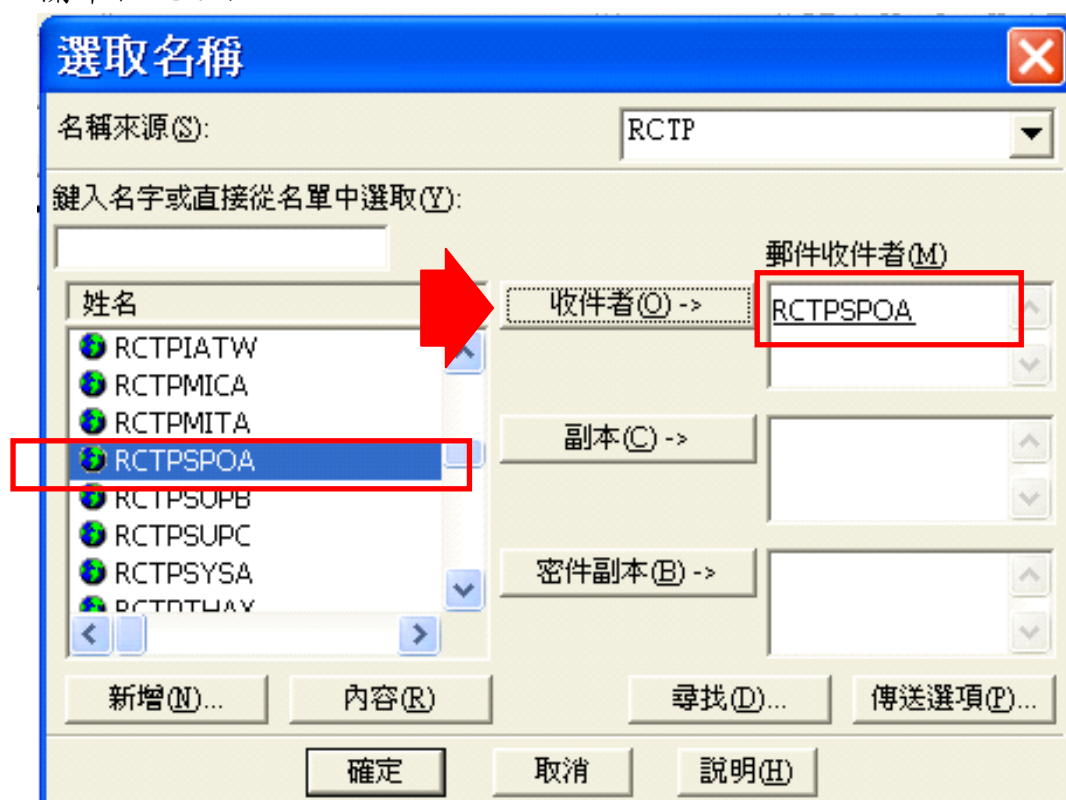 選取名稱
名稱來源(S):
RCTP
鍵入名字或直接從名單中選取(Y):
郵件收件者(M)
姓名
收件者(O) ->
RCTPSPOA
RCTPIATW
RCTPMICA
RCTPMITA
副本(C) ->
RCTPSPOA
RCTPSUPB
RCTPSUPC
RCTPSYSA
密件副本(B) ->
RCTPTHAY
新增(N)...
內容(R)
尋找(D)...
傳送選項(P)...
確定
取消
說明(H)